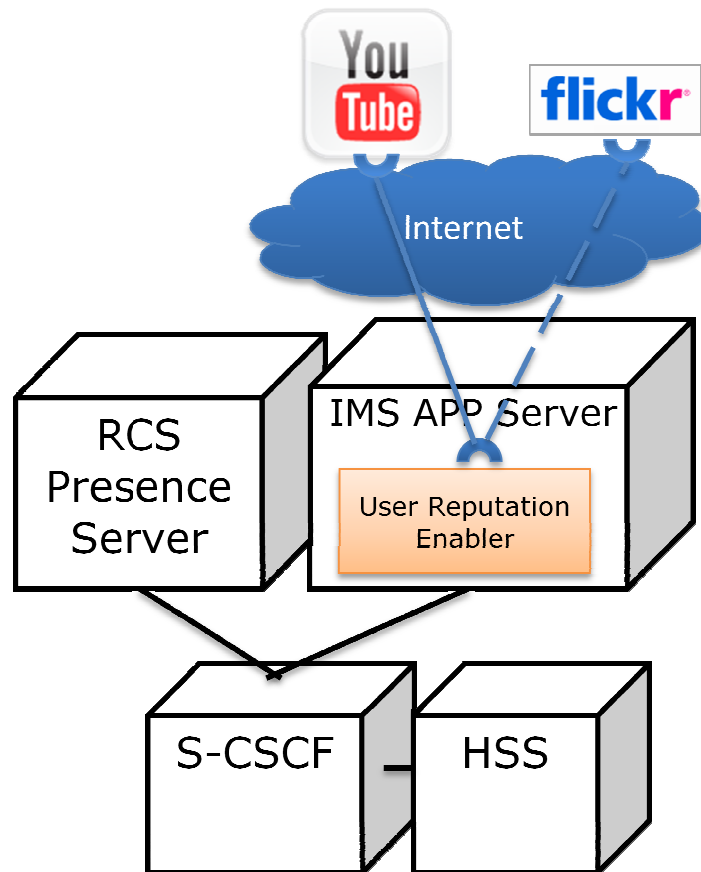 You
Tube
flickr
Internet
RCS
Presence
Server
IMS APP Server
User Reputation
Enabler
S-CSCF
HSS